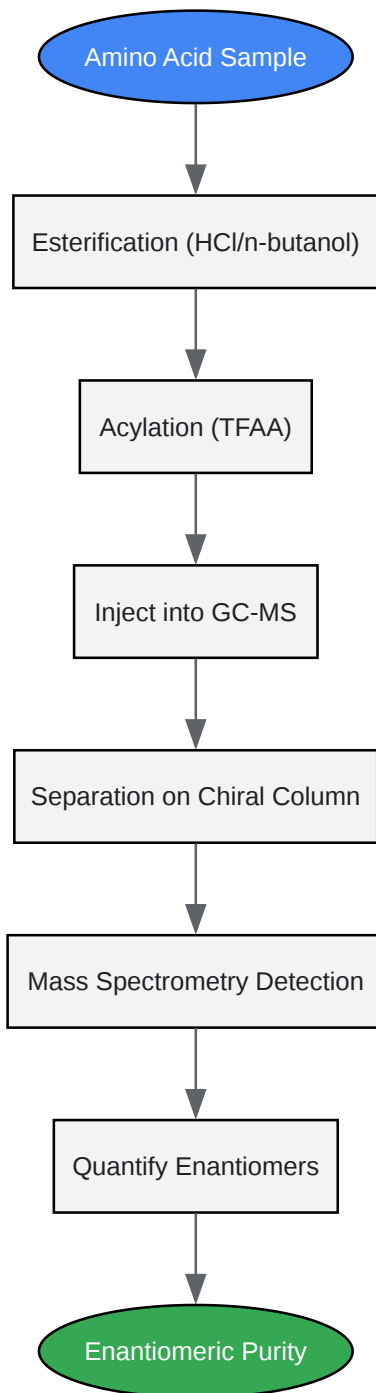 Amino Acid Sample
Esterification (HCl/n-butanol)
Acylation (TFAA)
Inject into GC-MS
Separation on Chiral Column
Mass Spectrometry Detection
Quantify Enantiomers
Enantiomeric Purity